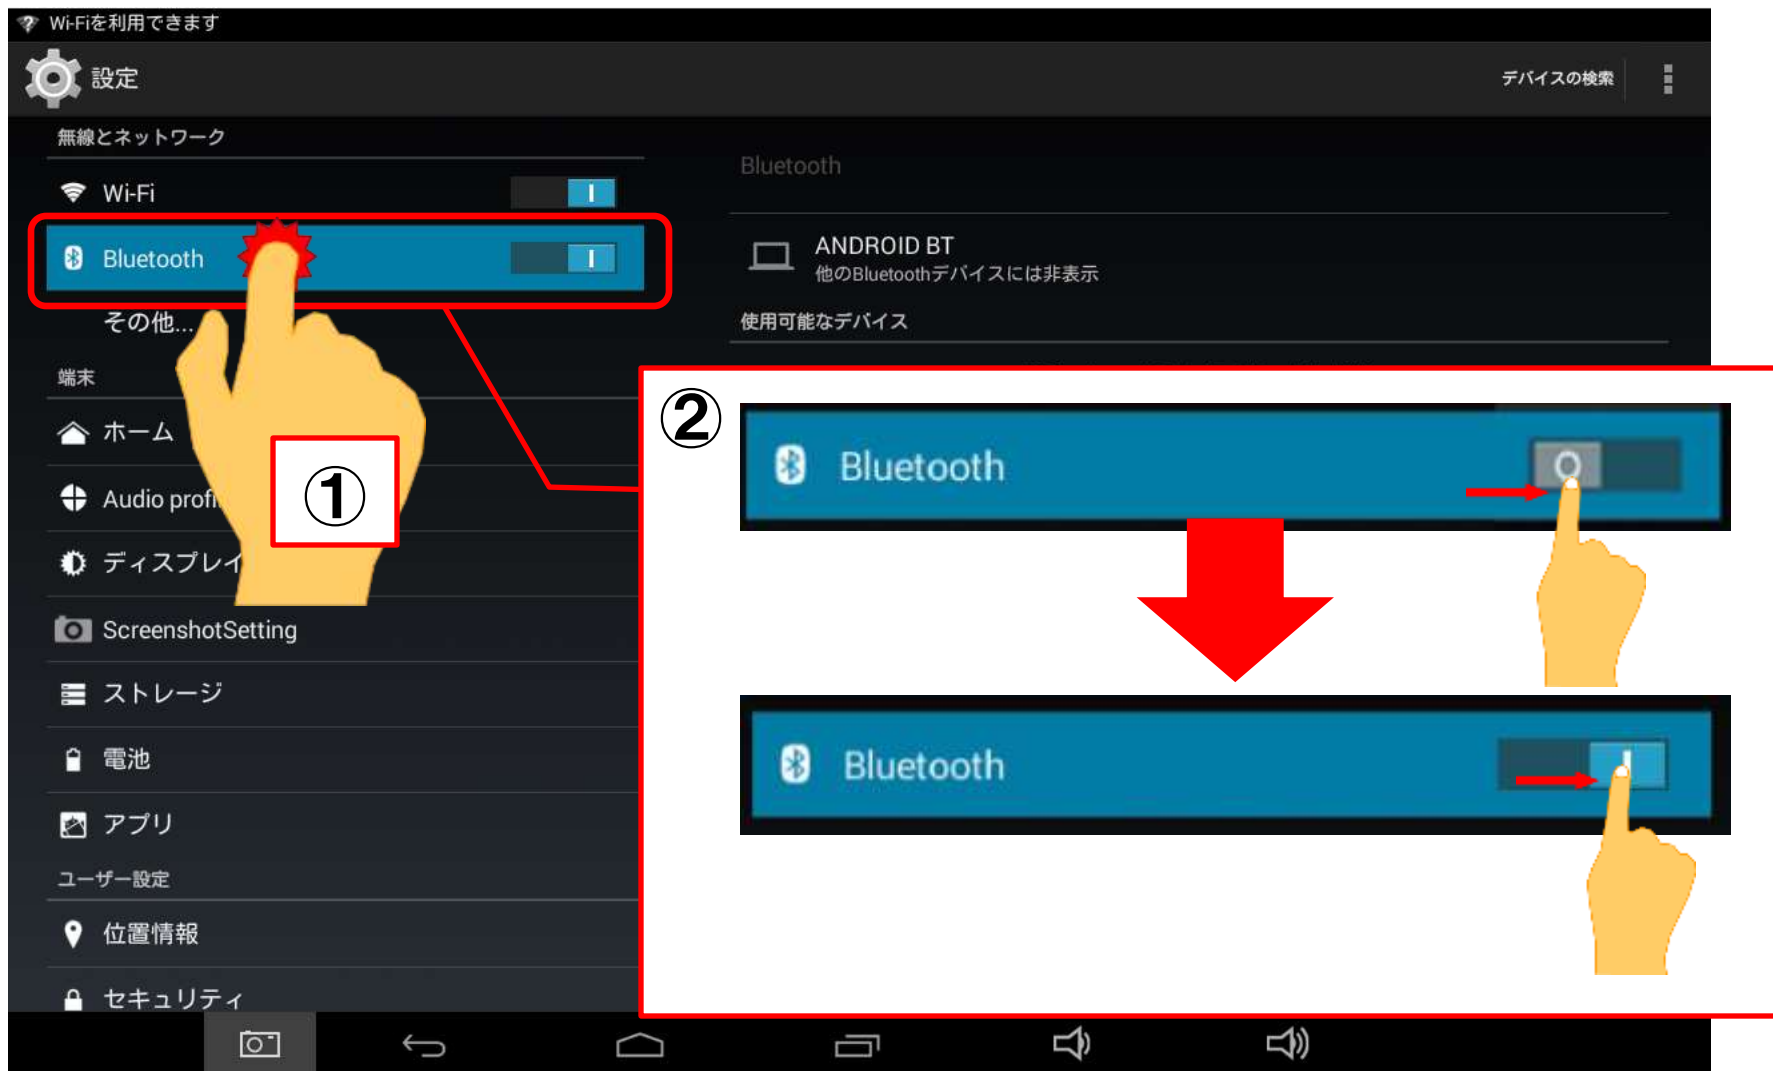 Wi-Fiを利用できます
設定
デバイスの検索
無線とネットワーク
Wi-Fi
Bluetooth
その他...
端末
ホーム
Audio profi
ディスプレイ
ScreenshotSetting
ストレージ
電池
アプリ
ユーザー設定
位置情報
セキュリティ
①
Bluetooth
ANDROID BT
他のBluetoothデバイスには非表示
使用可能なデバイス
②
Bluetooth
Bluetooth